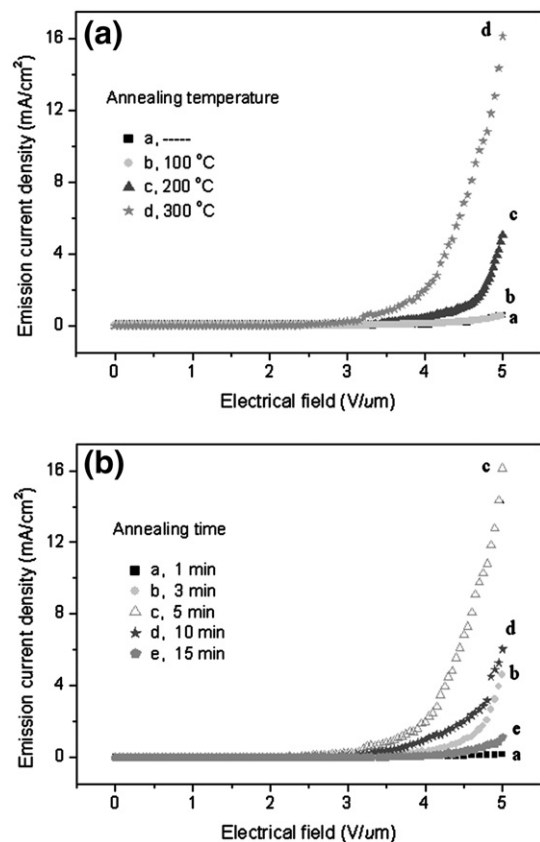 (a)
d
16
12
8
4
0
Emission current density (mA/cm²)
Annealing temperature
a, -----
b, 100 °C
c, 200 °C
d, 300 °C
c
b
a
0 1 2 3 4 5
Electrical field (V/um)
(b)
c
16
12
8
4
0
Emission current density (mA/cm²)
Annealing time
a, 1 min
b, 3 min
c, 5 min
d, 10 min
e, 15 min
d
b
e
a
0 1 2 3 4 5
Electrical field (V/um)